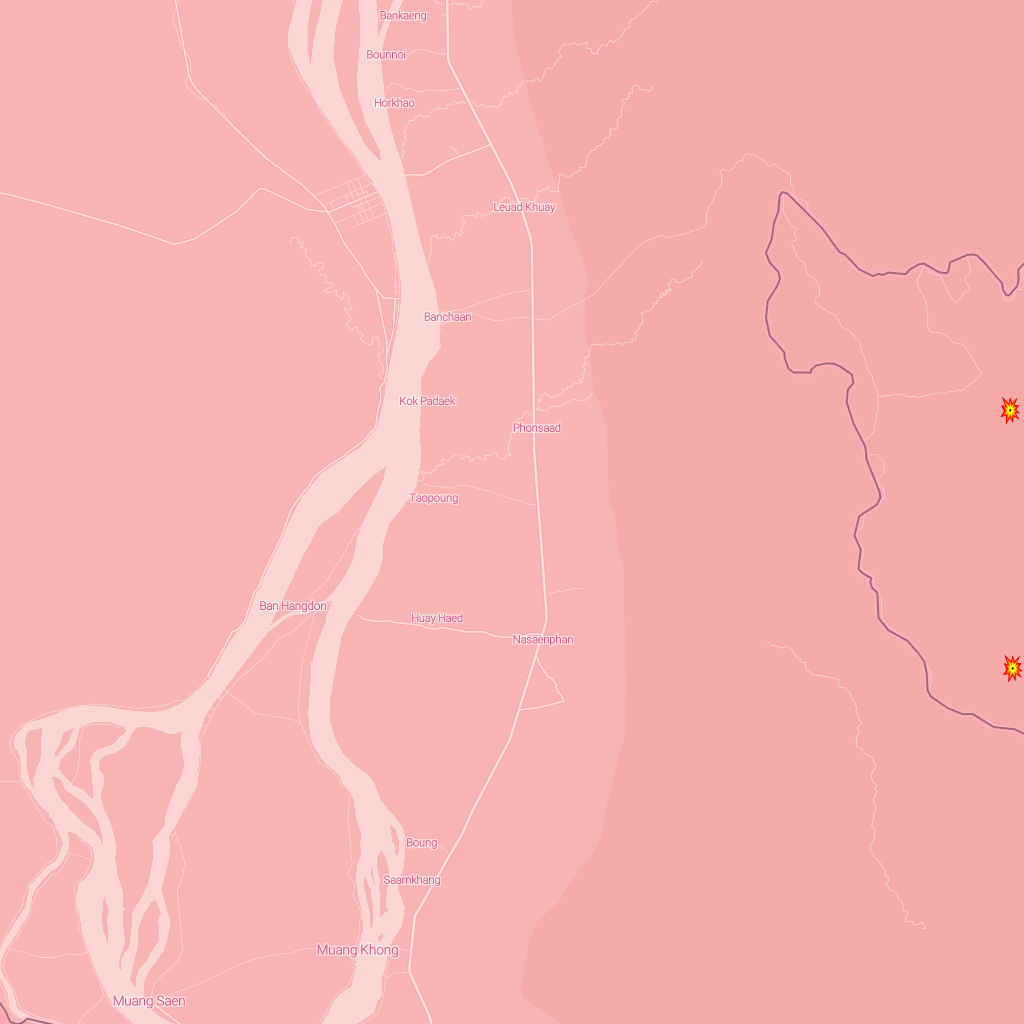 Bankaeng
Bounnoi
Horkhao
Leuad Khuay
Banchaan
Kok Padaek
Phonsaad
Taopoung
Ban Hangdon
Huay Haed
Nasaenphan
Boung
Saamkhang
Muang Khong
Muang Saen